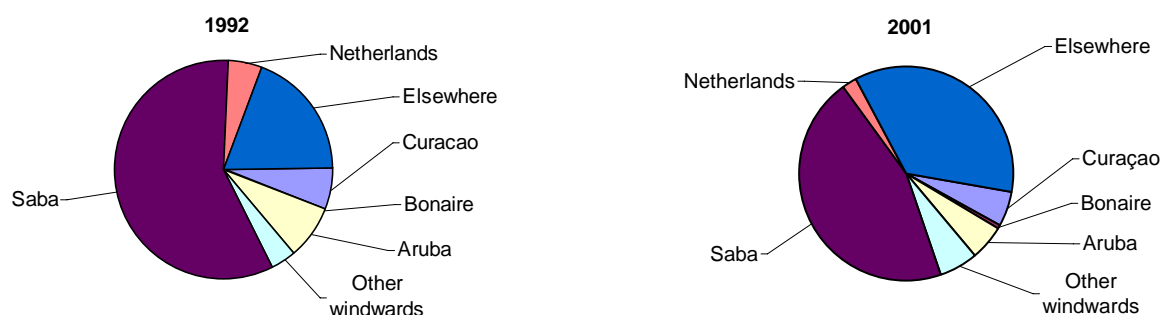 1992
Netherlands
Elsewhere
Curacao
Bonaire
Aruba
Other
windwards
Saba
2001
Elsewhere
Netherlands
Curaçao
Bonaire
Aruba
Other
windwards
Saba